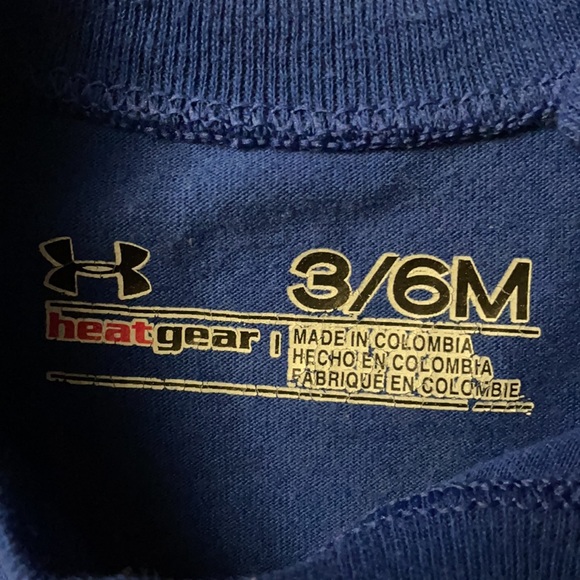 3/6M
heatgear
MADE IN COLOMBIA
HECHO EN COLOMBIA
FABRIQUÉ EN COLOMBIE